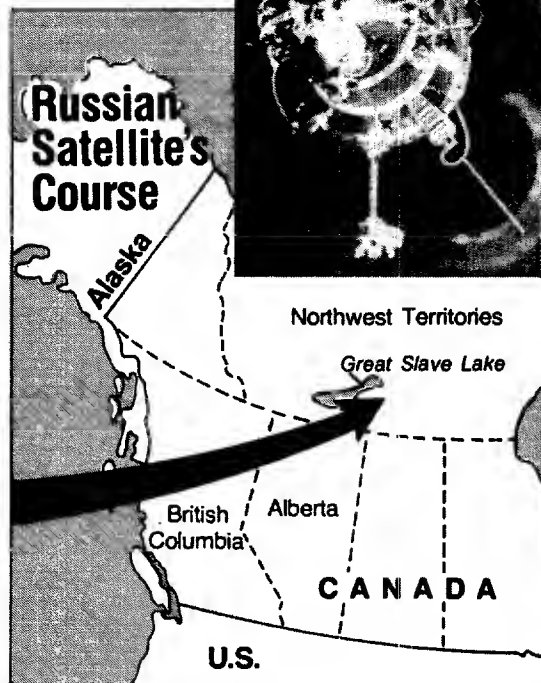 Russian
Satellite's
Course
Alaska
Northwest Territories
Great Slave Lake
British
Columbia
Alberta
CANADA
U.S.